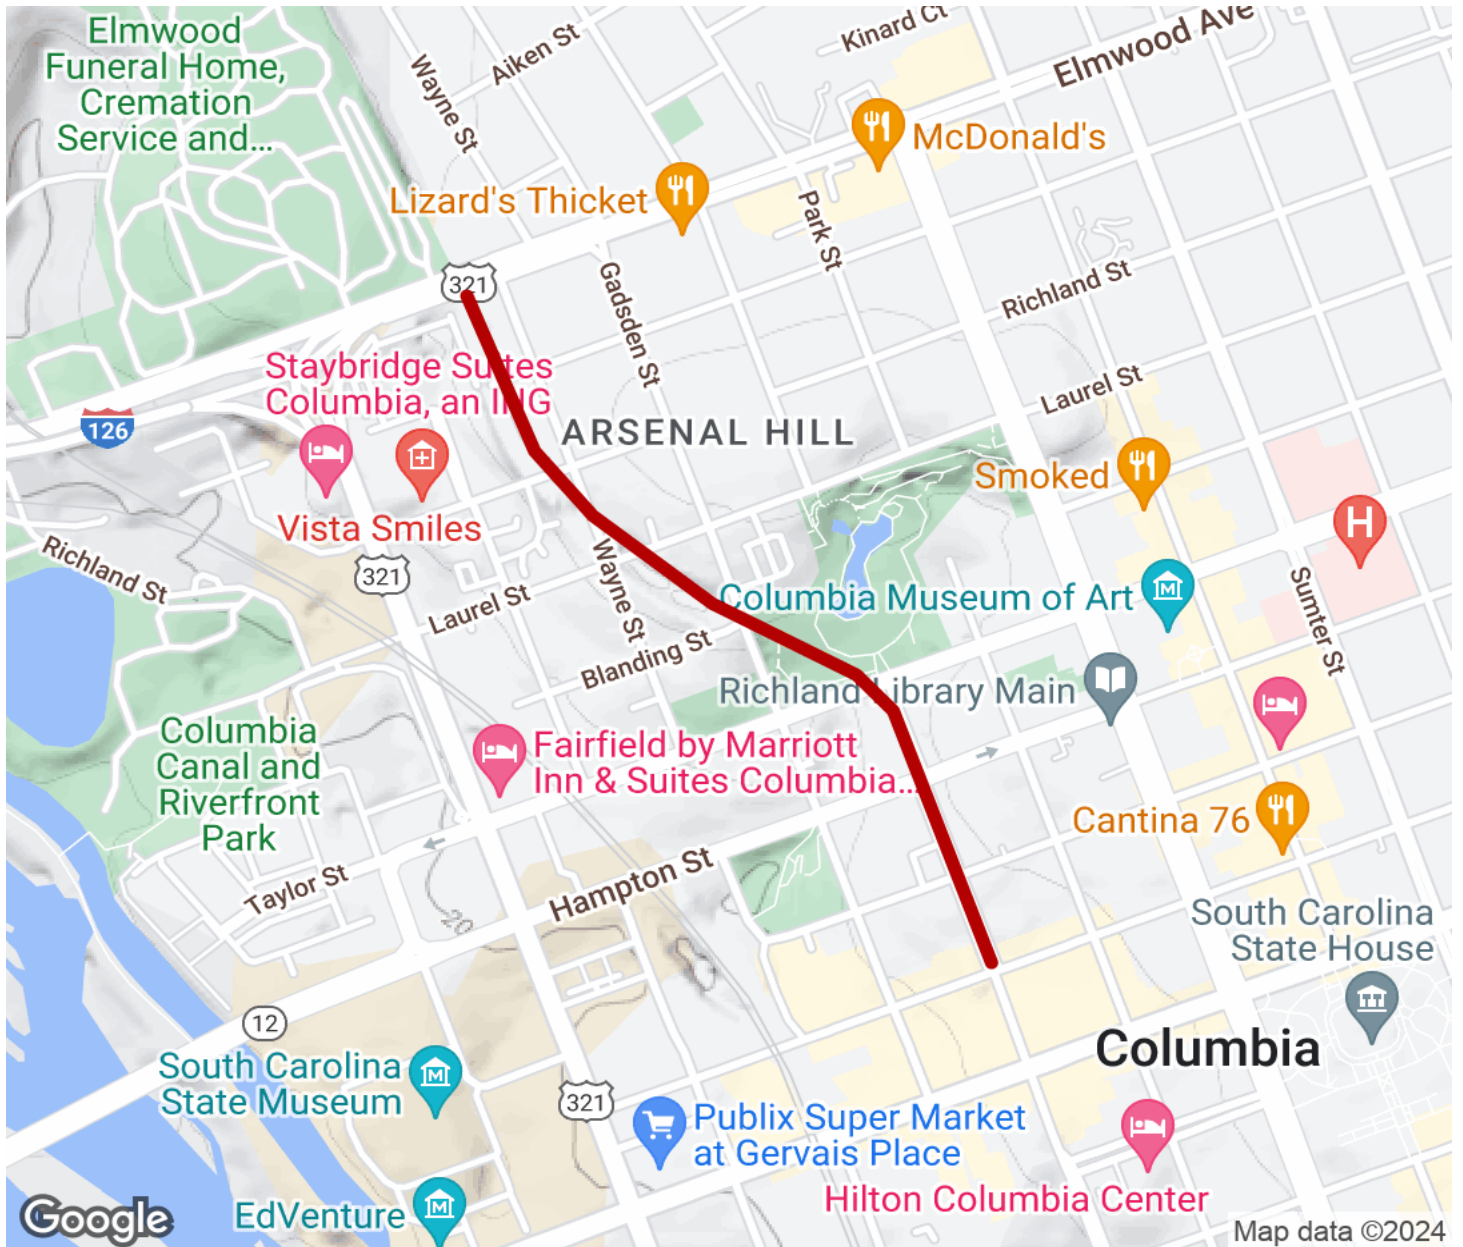 Elmwood
Funeral Home,
Cremation
Service and...
Wayne St
Aiken St
Kinard Ct
Elmwood Ave
McDonald's
Lizard's Thicket
Park St
321
Gadsden St
Richland St
Staybridge Suites
Columbia, an IHG
126
ARSENAL HILL
Laurel St
Smoked
H
Vista Smiles
321
Richland St
Laurel St
Wayne St
Columbia Museum of Art
Sumter St
Blanding St
Richland Library Main
Columbia
Canal and
Riverfront
Park
Fairfield by Marriott
Inn & Suites Columbia...
Cantina 76
Taylor St
Hampton St
20
South Carolina
State House
12
Columbia
South Carolina
State Museum
321
Publix Super Market
at Gervais Place
Hilton Columbia Center
EdVenture
Google
Map data ©2024